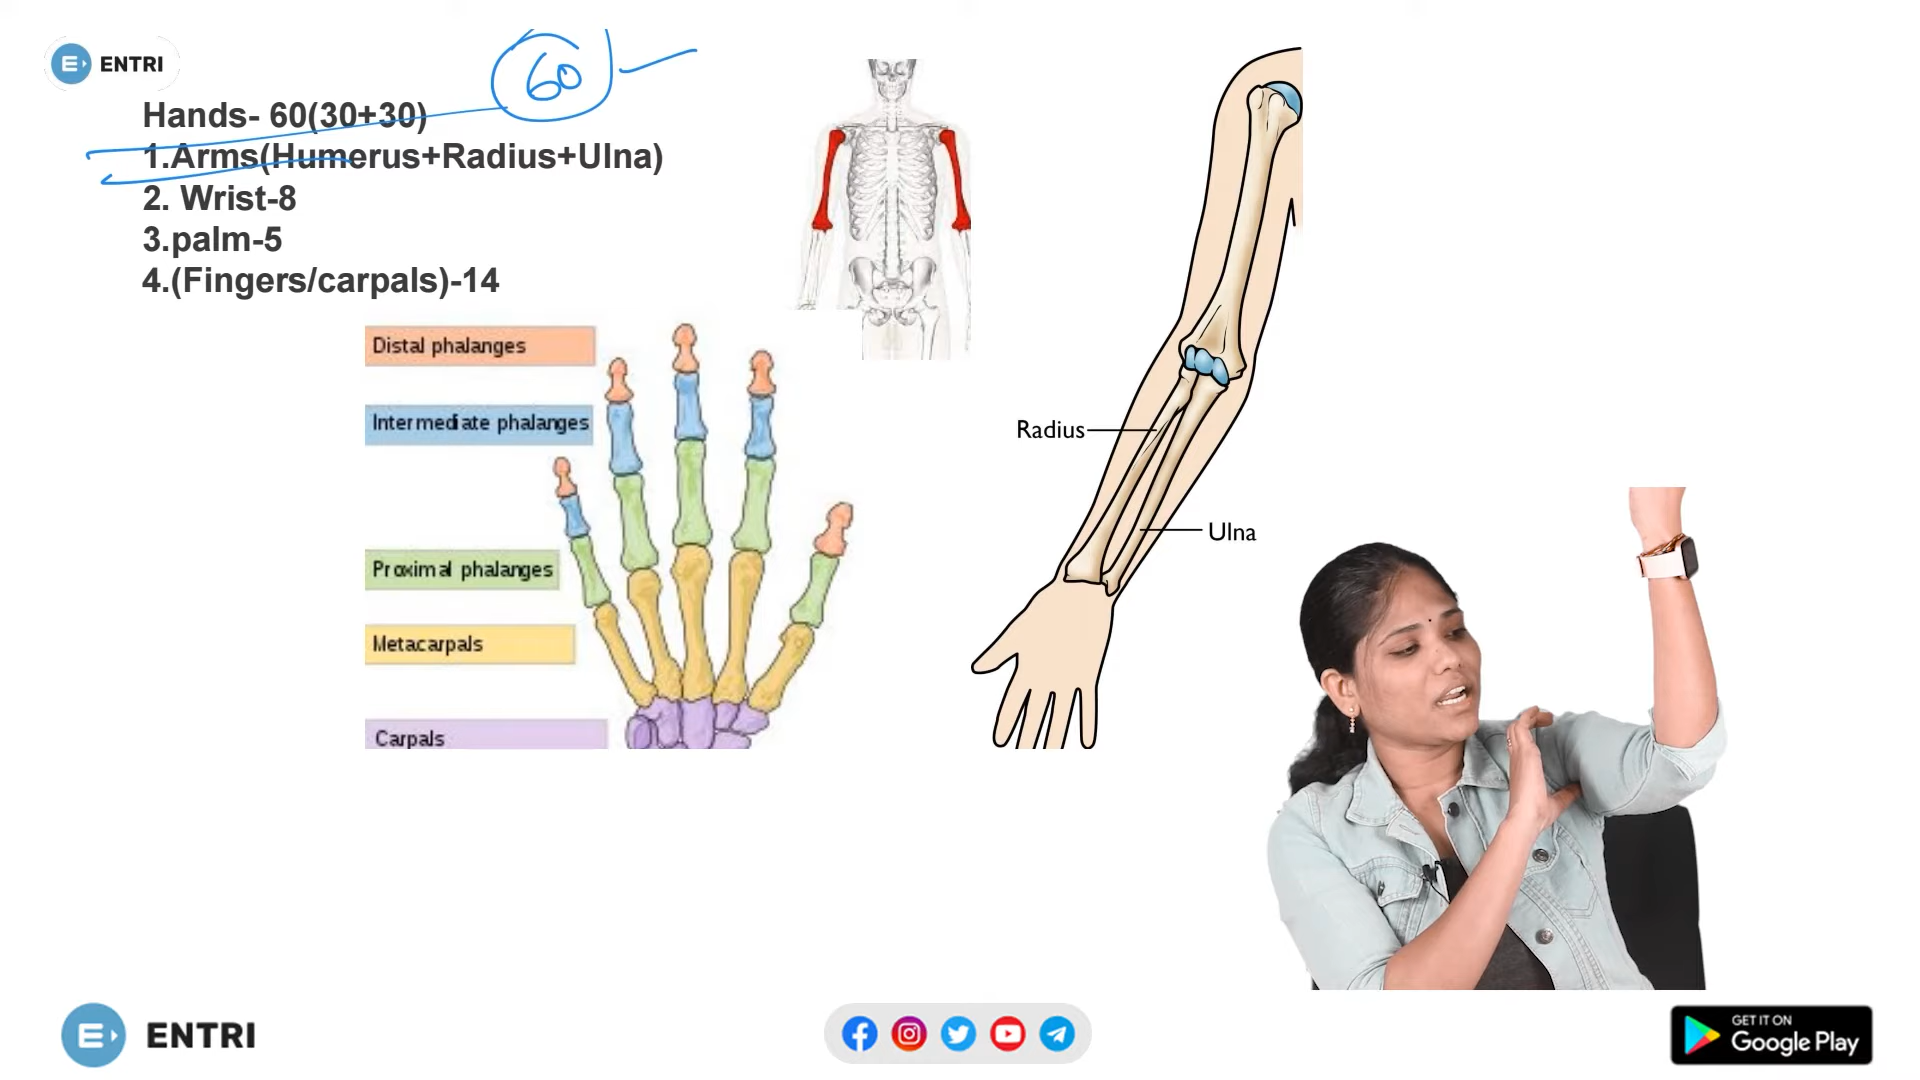 ENTRI
60
Hands- 60(30+30)
1.Arms(Humerus+Radius+Ulna)
2. Wrist-8
3.palm-5
4.(Fingers/carpals)-14
Distal phalanges
Intermediate phalanges
Proximal phalanges
Metacarpals
Carpals
Radius
Ulna
ENTRI
GET IT ON
Google Play